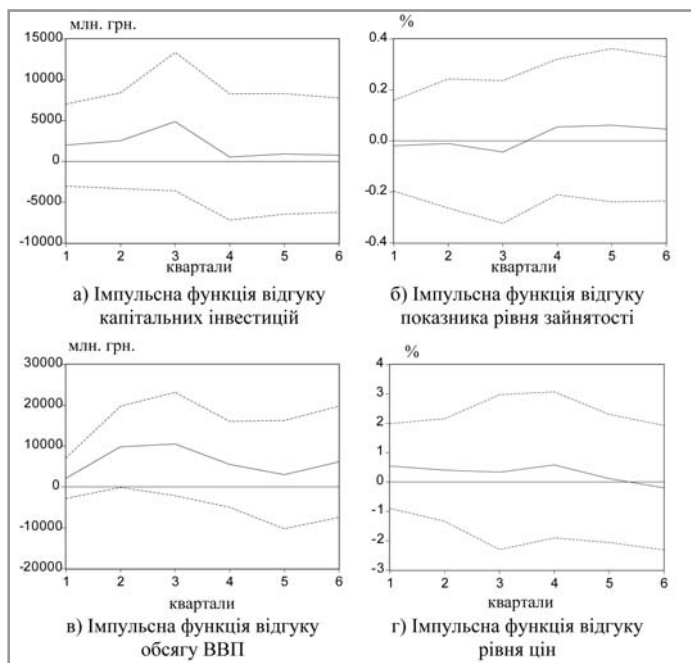 млн. грн.
15000
10000
5000
0
-5000
-10000
1 2 3 4 5 6
квартали
а) Імпульсна функція відгуку
капітальних інвестицій
%
0.4
0.2
0.0
-0.2
-0.4
1 2 3 4 5 6
квартали
б) Імпульсна функція відгуку
показника рівня зайнятості
млн. грн.
30000
20000
10000
0
-10000
-20000
1 2 3 4 5 6
квартали
в) Імпульсна функція відгуку
обсягу ВВП
%
4
3
2
1
0
-1
-2
-3
1 2 3 4 5 6
квартали
г) Імпульсна функція відгуку
рівня цін